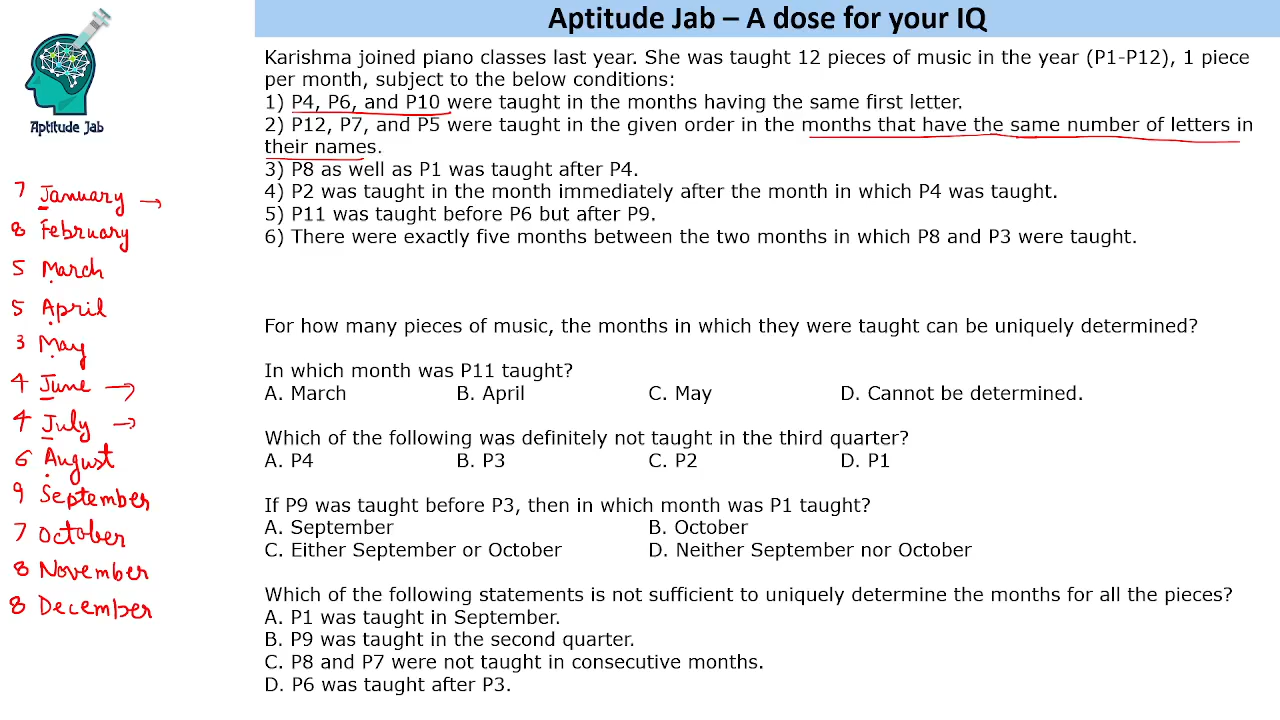 Aptitude Jab – A dose for your IQ
Aptitude Jab
Karishma joined piano classes last year. She was taught 12 pieces of music in the year (P1-P12), 1 piece
per month, subject to the below conditions:
1) P4, P6, and P10 were taught in the months having the same first letter.
2) P12, P7, and P5 were taught in the given order in the months that have the same number of letters in
their names.
3) P8 as well as P1 was taught after P4.
4) P2 was taught in the month immediately after the month in which P4 was taught.
5) P11 was taught before P6 but after P9.
6) There were exactly five months between the two months in which P8 and P3 were taught.
7 January
8 February
5 March
5 April
3 May
4 June
4 July
6 August
9 September
7 October
8 November
8 December
For how many pieces of music, the months in which they were taught can be uniquely determined?
In which month was P11 taught?
A. March B. April C. May D. Cannot be determined.
Which of the following was definitely not taught in the third quarter?
A. P4 B. P3 C. P2 D. P1
If P9 was taught before P3, then in which month was P1 taught?
A. September B. October
C. Either September or October D. Neither September nor October
Which of the following statements is not sufficient to uniquely determine the months for all the pieces?
A. P1 was taught in September.
B. P9 was taught in the second quarter.
C. P8 and P7 were not taught in consecutive months.
D. P6 was taught after P3.